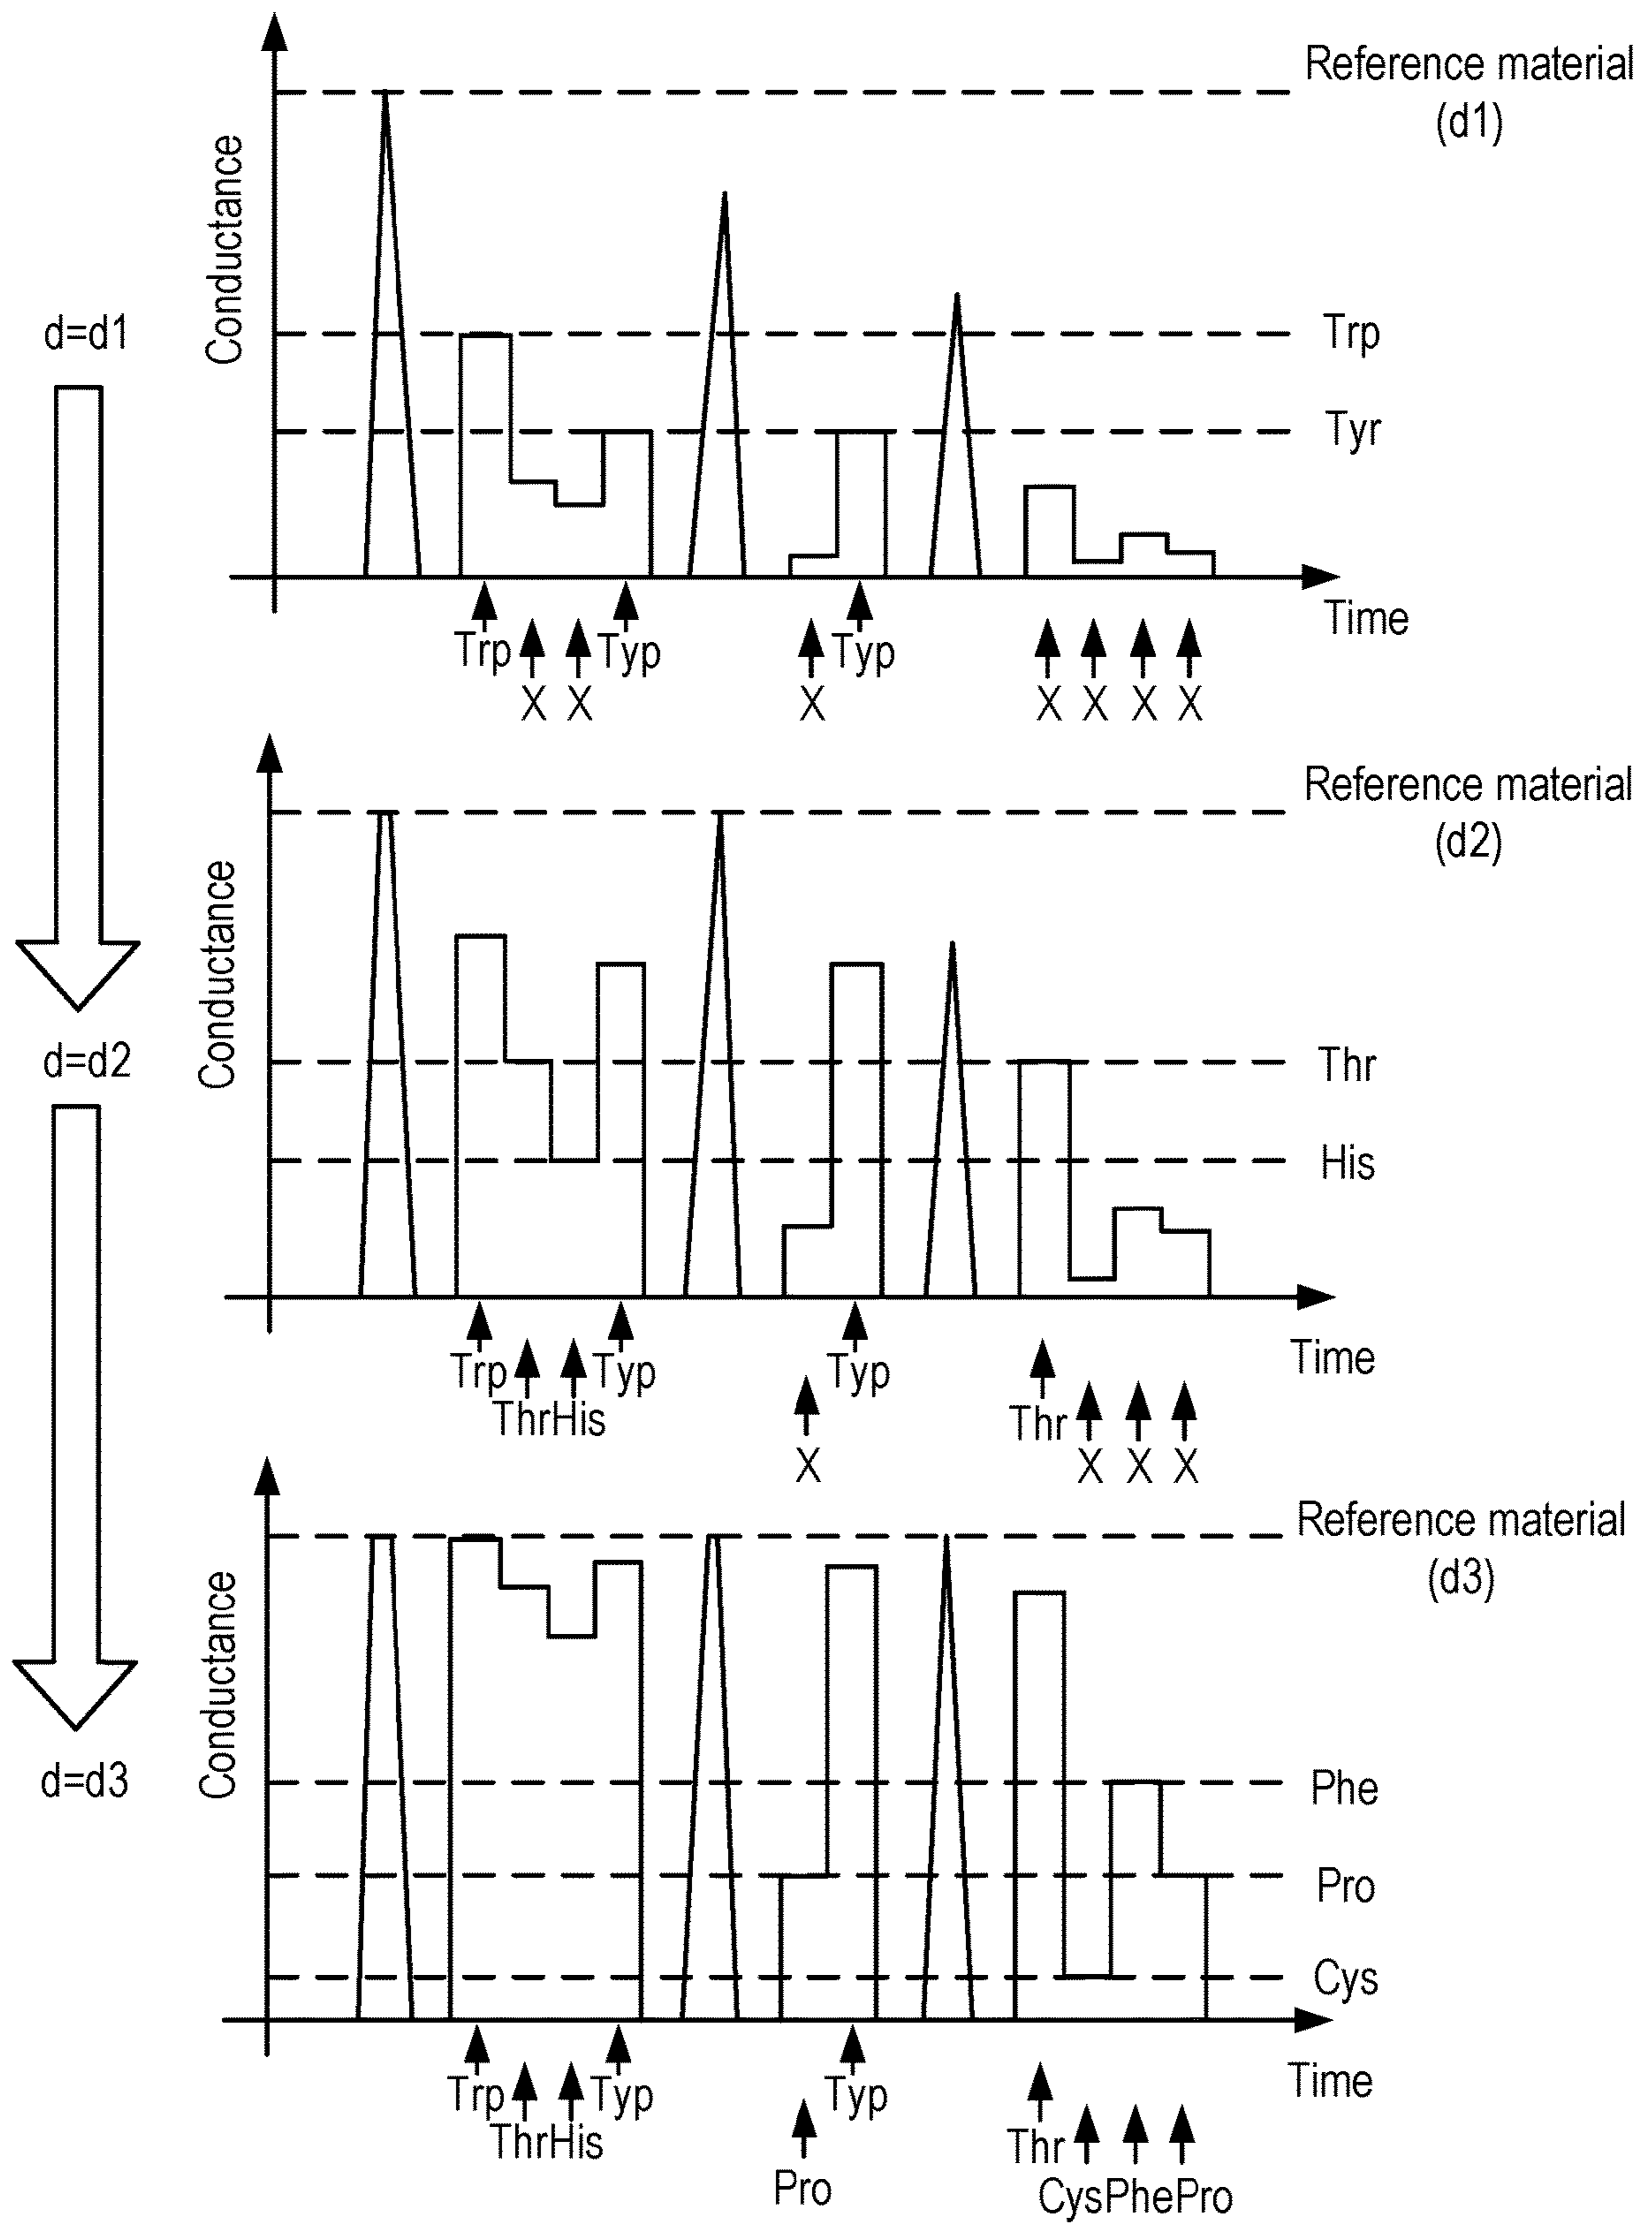 Reference material
(d1)
Conductance
d=d1
Trp
Tyr
Time
Trp Typ Typ
X X X X X X X
Reference material
(d2)
Conductance
d=d2
Thr
His
Time
Trp Typ Typ
ThrHis Thr
X X X X
Reference material
(d3)
Conductance
d=d3
Phe
Pro
Cys
Time
Trp Typ Typ
ThrHis Thr
Pro CysPhePro